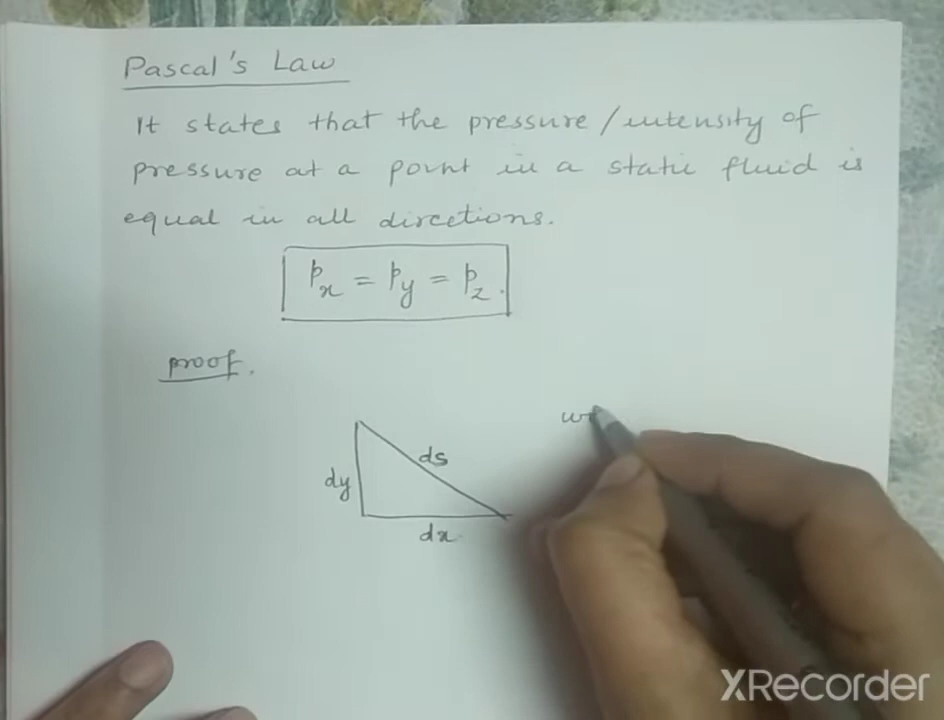 Pascal's Law
It states that the pressure / intensity of
pressure at a point in a static fluid is
equal in all directions.
px = py = pz.
proof.
ds
dy
dx
XRecorder